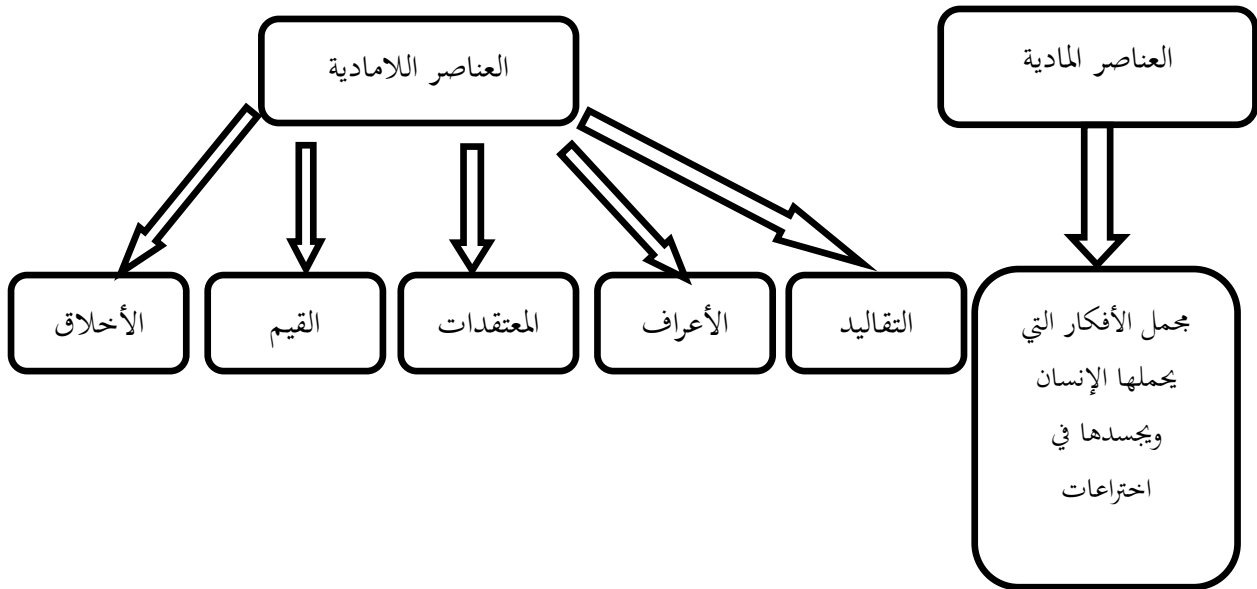 العناصر المادية
العناصر اللامادية
مجمل الأفكار التي
يحملها الإنسان
ويجسدها في
اختراعات
التقاليد
الأعراف
المعتقدات
القيم
الأخلاق